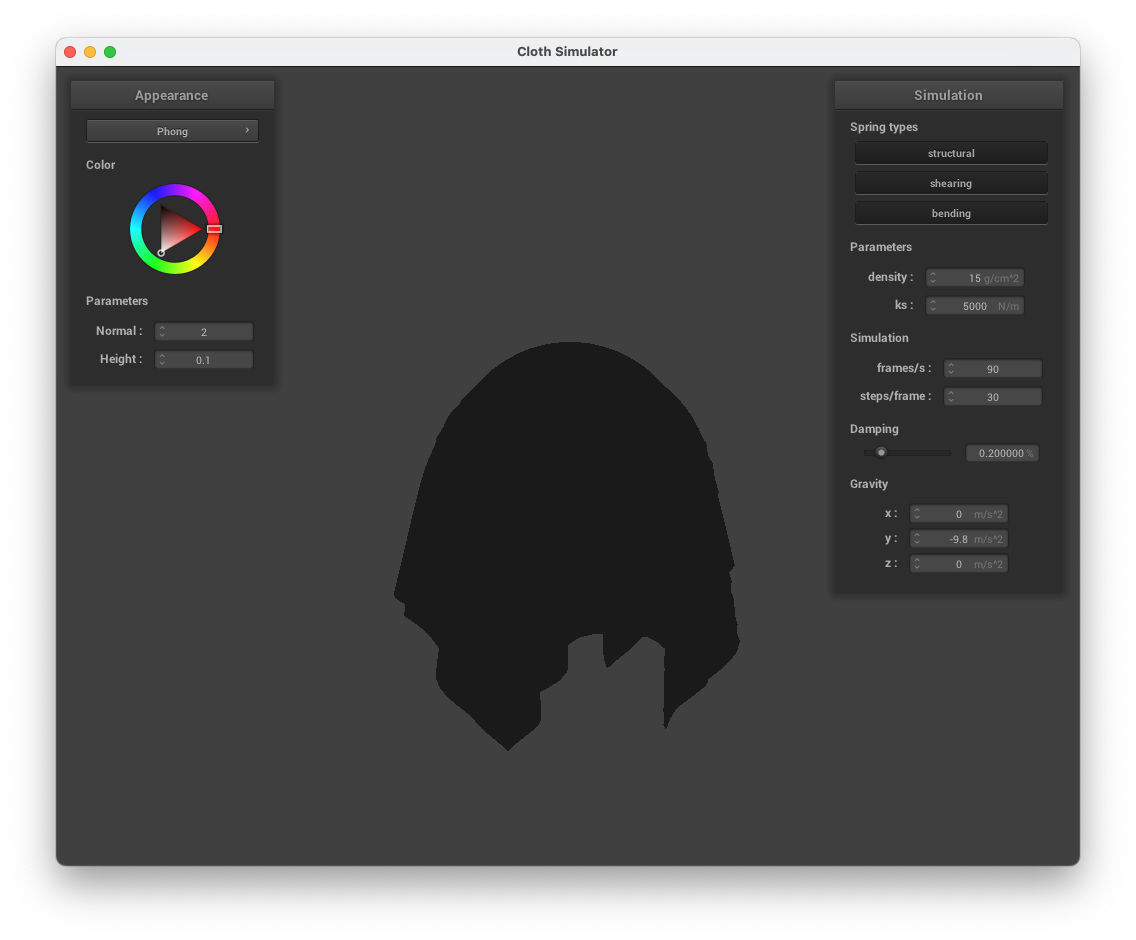 Cloth Simulator
Appearance
Phong
Color
Parameters
Normal : 2
Height : 0.1
Simulation
Spring types
structural
shearing
bending
Parameters
density : 15 g/cm^2
ks : 5000 N/m
Simulation
frames/s : 90
steps/frame : 30
Damping
0.200000 %
Gravity
x : 0 m/s^2
y : -9.8 m/s^2
z : 0 m/s^2